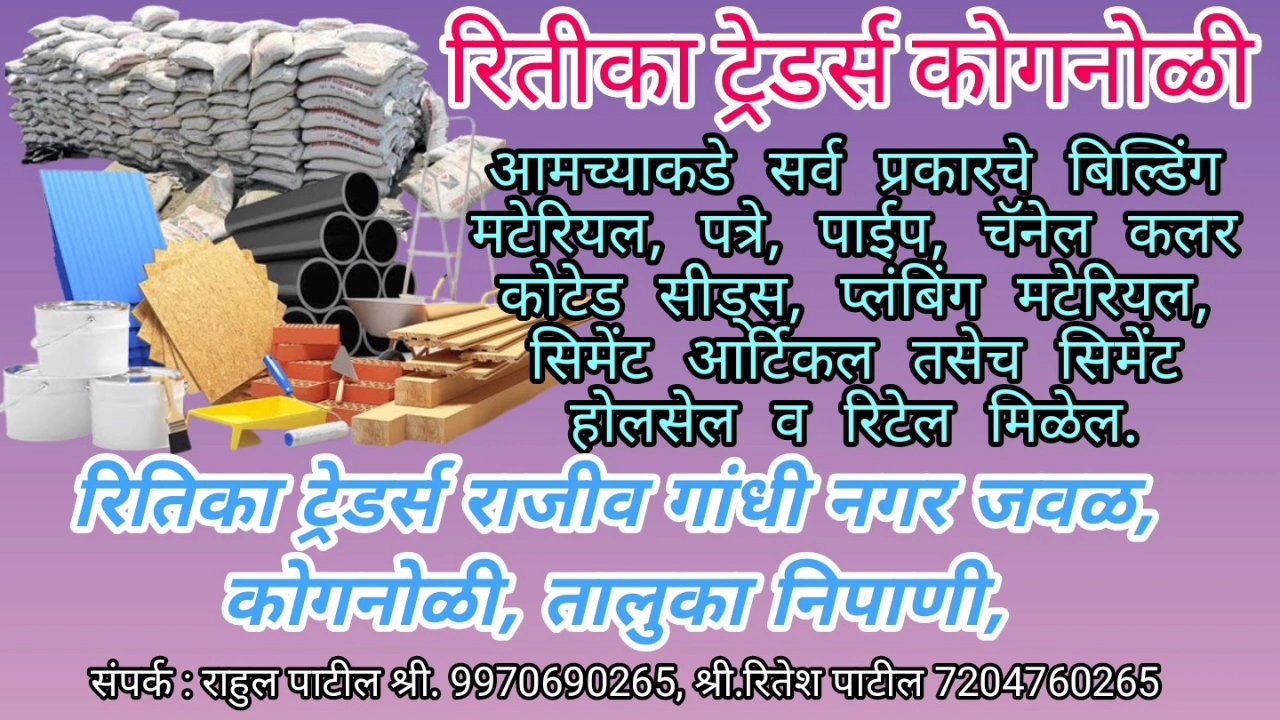 रितीका ट्रेडर्स कोगनोळी
आमच्याकडे सर्व प्रकारचे बिल्डिंग
मटेरियल, पत्रे, पाईप, चॅनेल कलर
कोटेड सीड्स, प्लंबिंग मटेरियल,
सिमेंट आर्टिकल तसेच सिमेंट
होलसेल व रिटेल मिळेल.
रितिका ट्रेडर्स राजीव गांधी नगर जवळ,
कोगनोळी, तालुका निपाणी,
संपर्क : राहुल पाटील श्री. 9970690265, श्री.रितेश पाटील 7204760265